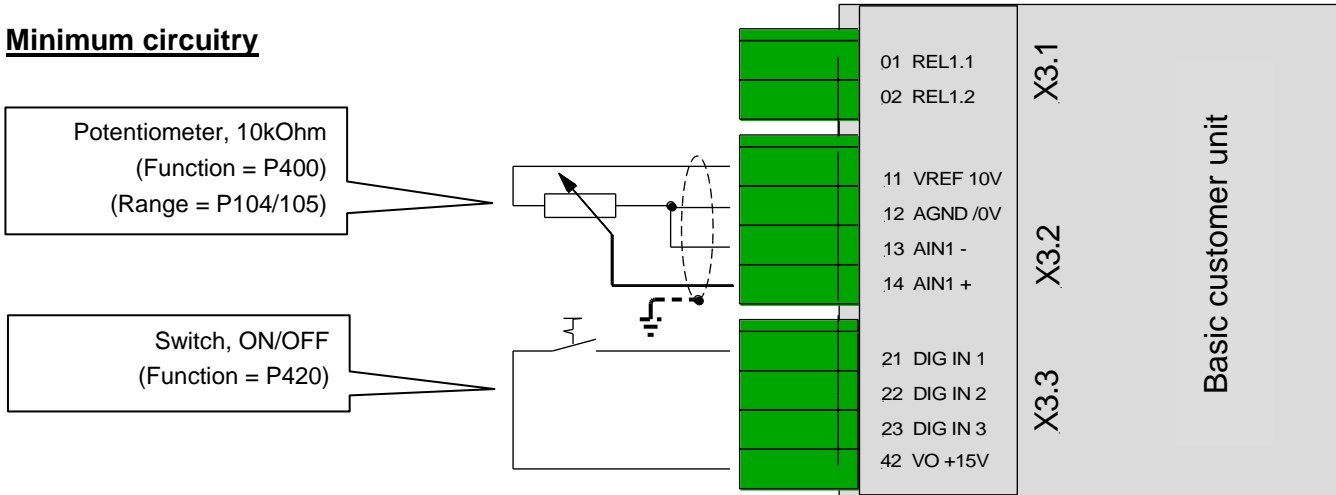 Minimum circuitry
Potentiometer, 10kOhm
(Function = P400)
(Range = P104/105)
Switch, ON/OFF
(Function = P420)
01 REL1.1
02 REL1.2
X3.1
11 VREF 10V
12 AGND /0V
13 AIN1 -
14 AIN1 +
X3.2
21 DIG IN 1
22 DIG IN 2
23 DIG IN 3
42 VO +15V
X3.3
Basic customer unit